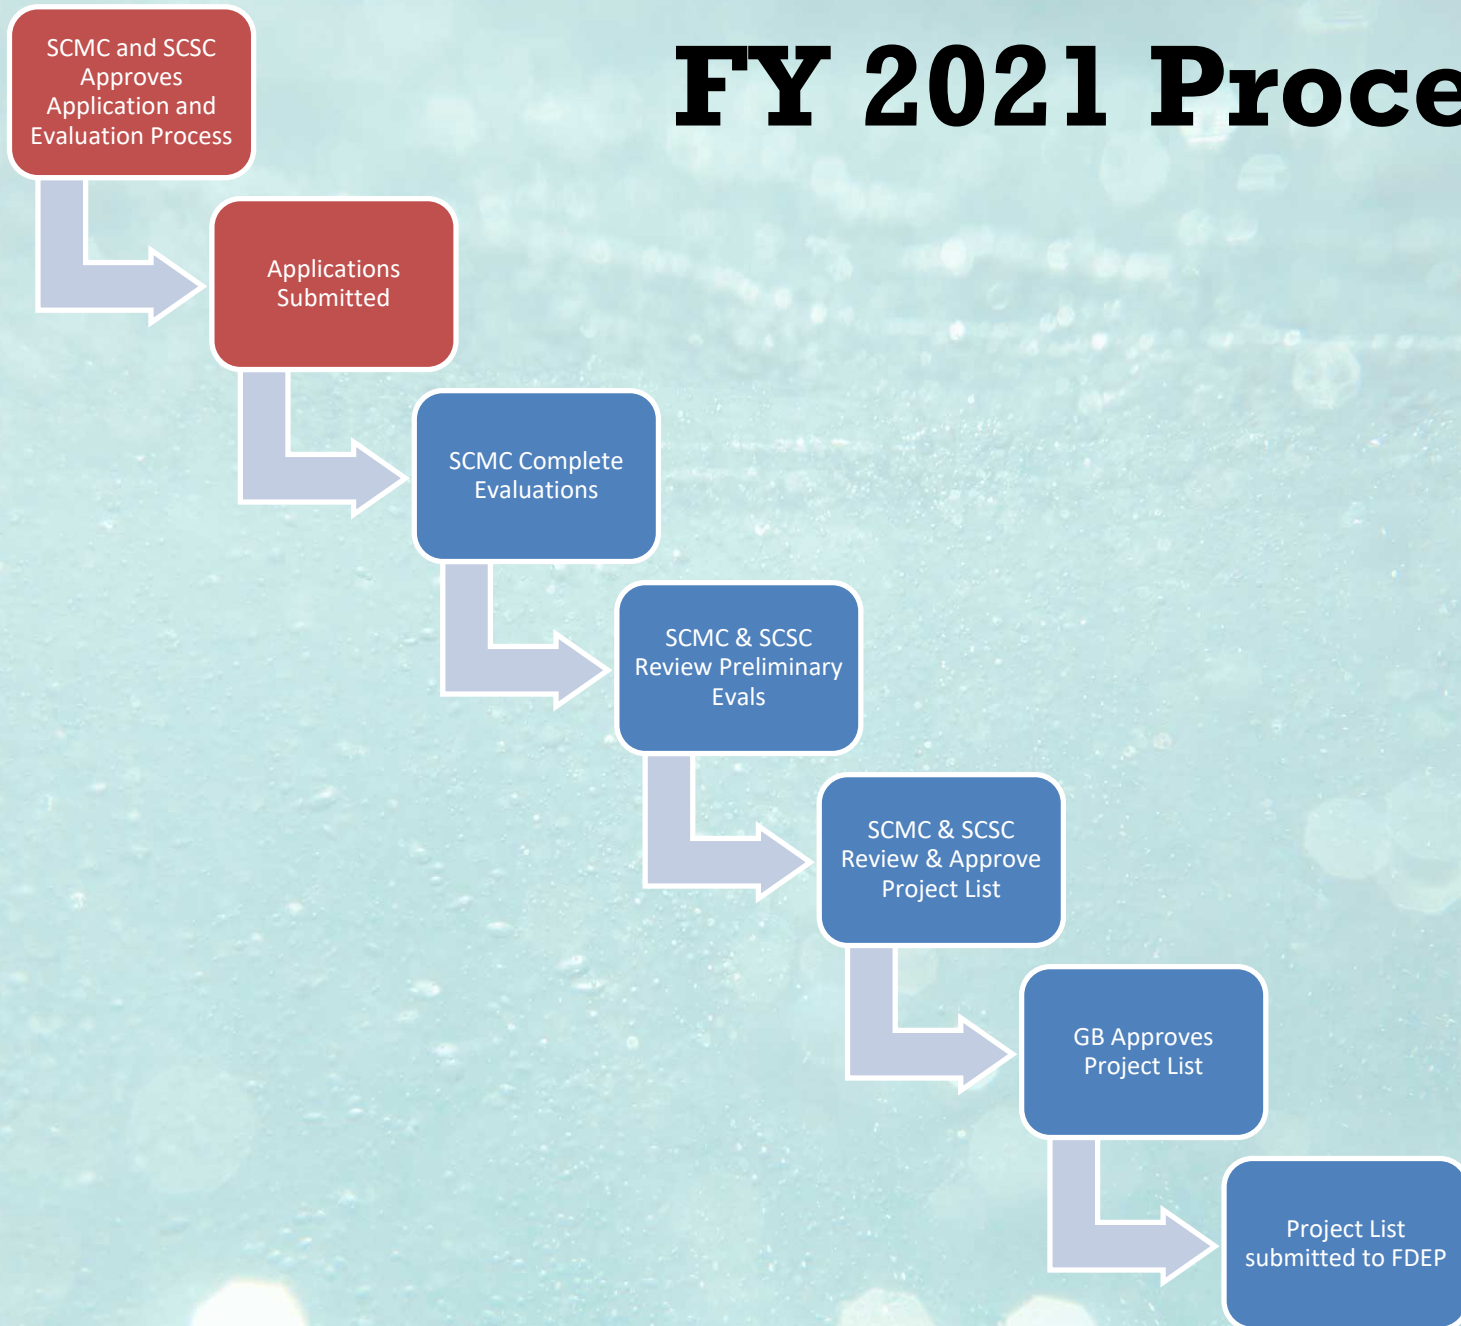 FY 2021 Proce
SCMC and SCSC
Approves
Application and
Evaluation Process
Applications
Submitted
SCMC Complete
Evaluations
SCMC & SCSC
Review Preliminary
Evals
SCMC & SCSC
Review & Approve
Project List
GB Approves
Project List
Project List
submitted to FDEP